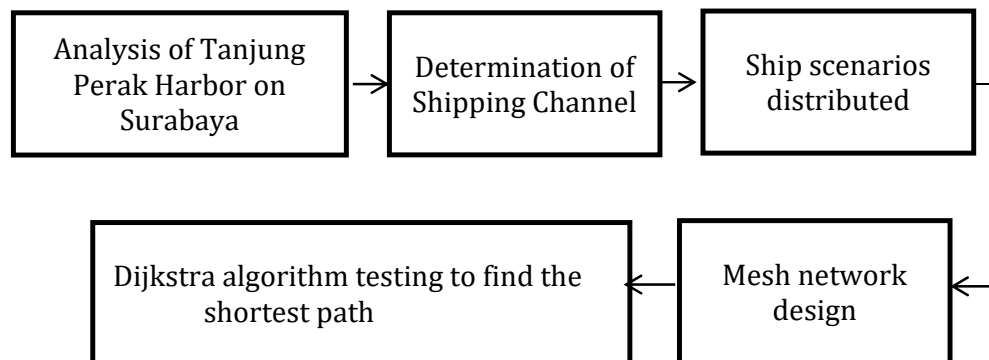 Analysis of Tanjung
Perak Harbor on
Surabaya
Determination of
Shipping Channel
Ship scenarios
distributed
Mesh network
design
Dijkstra algorithm testing to find the
shortest path